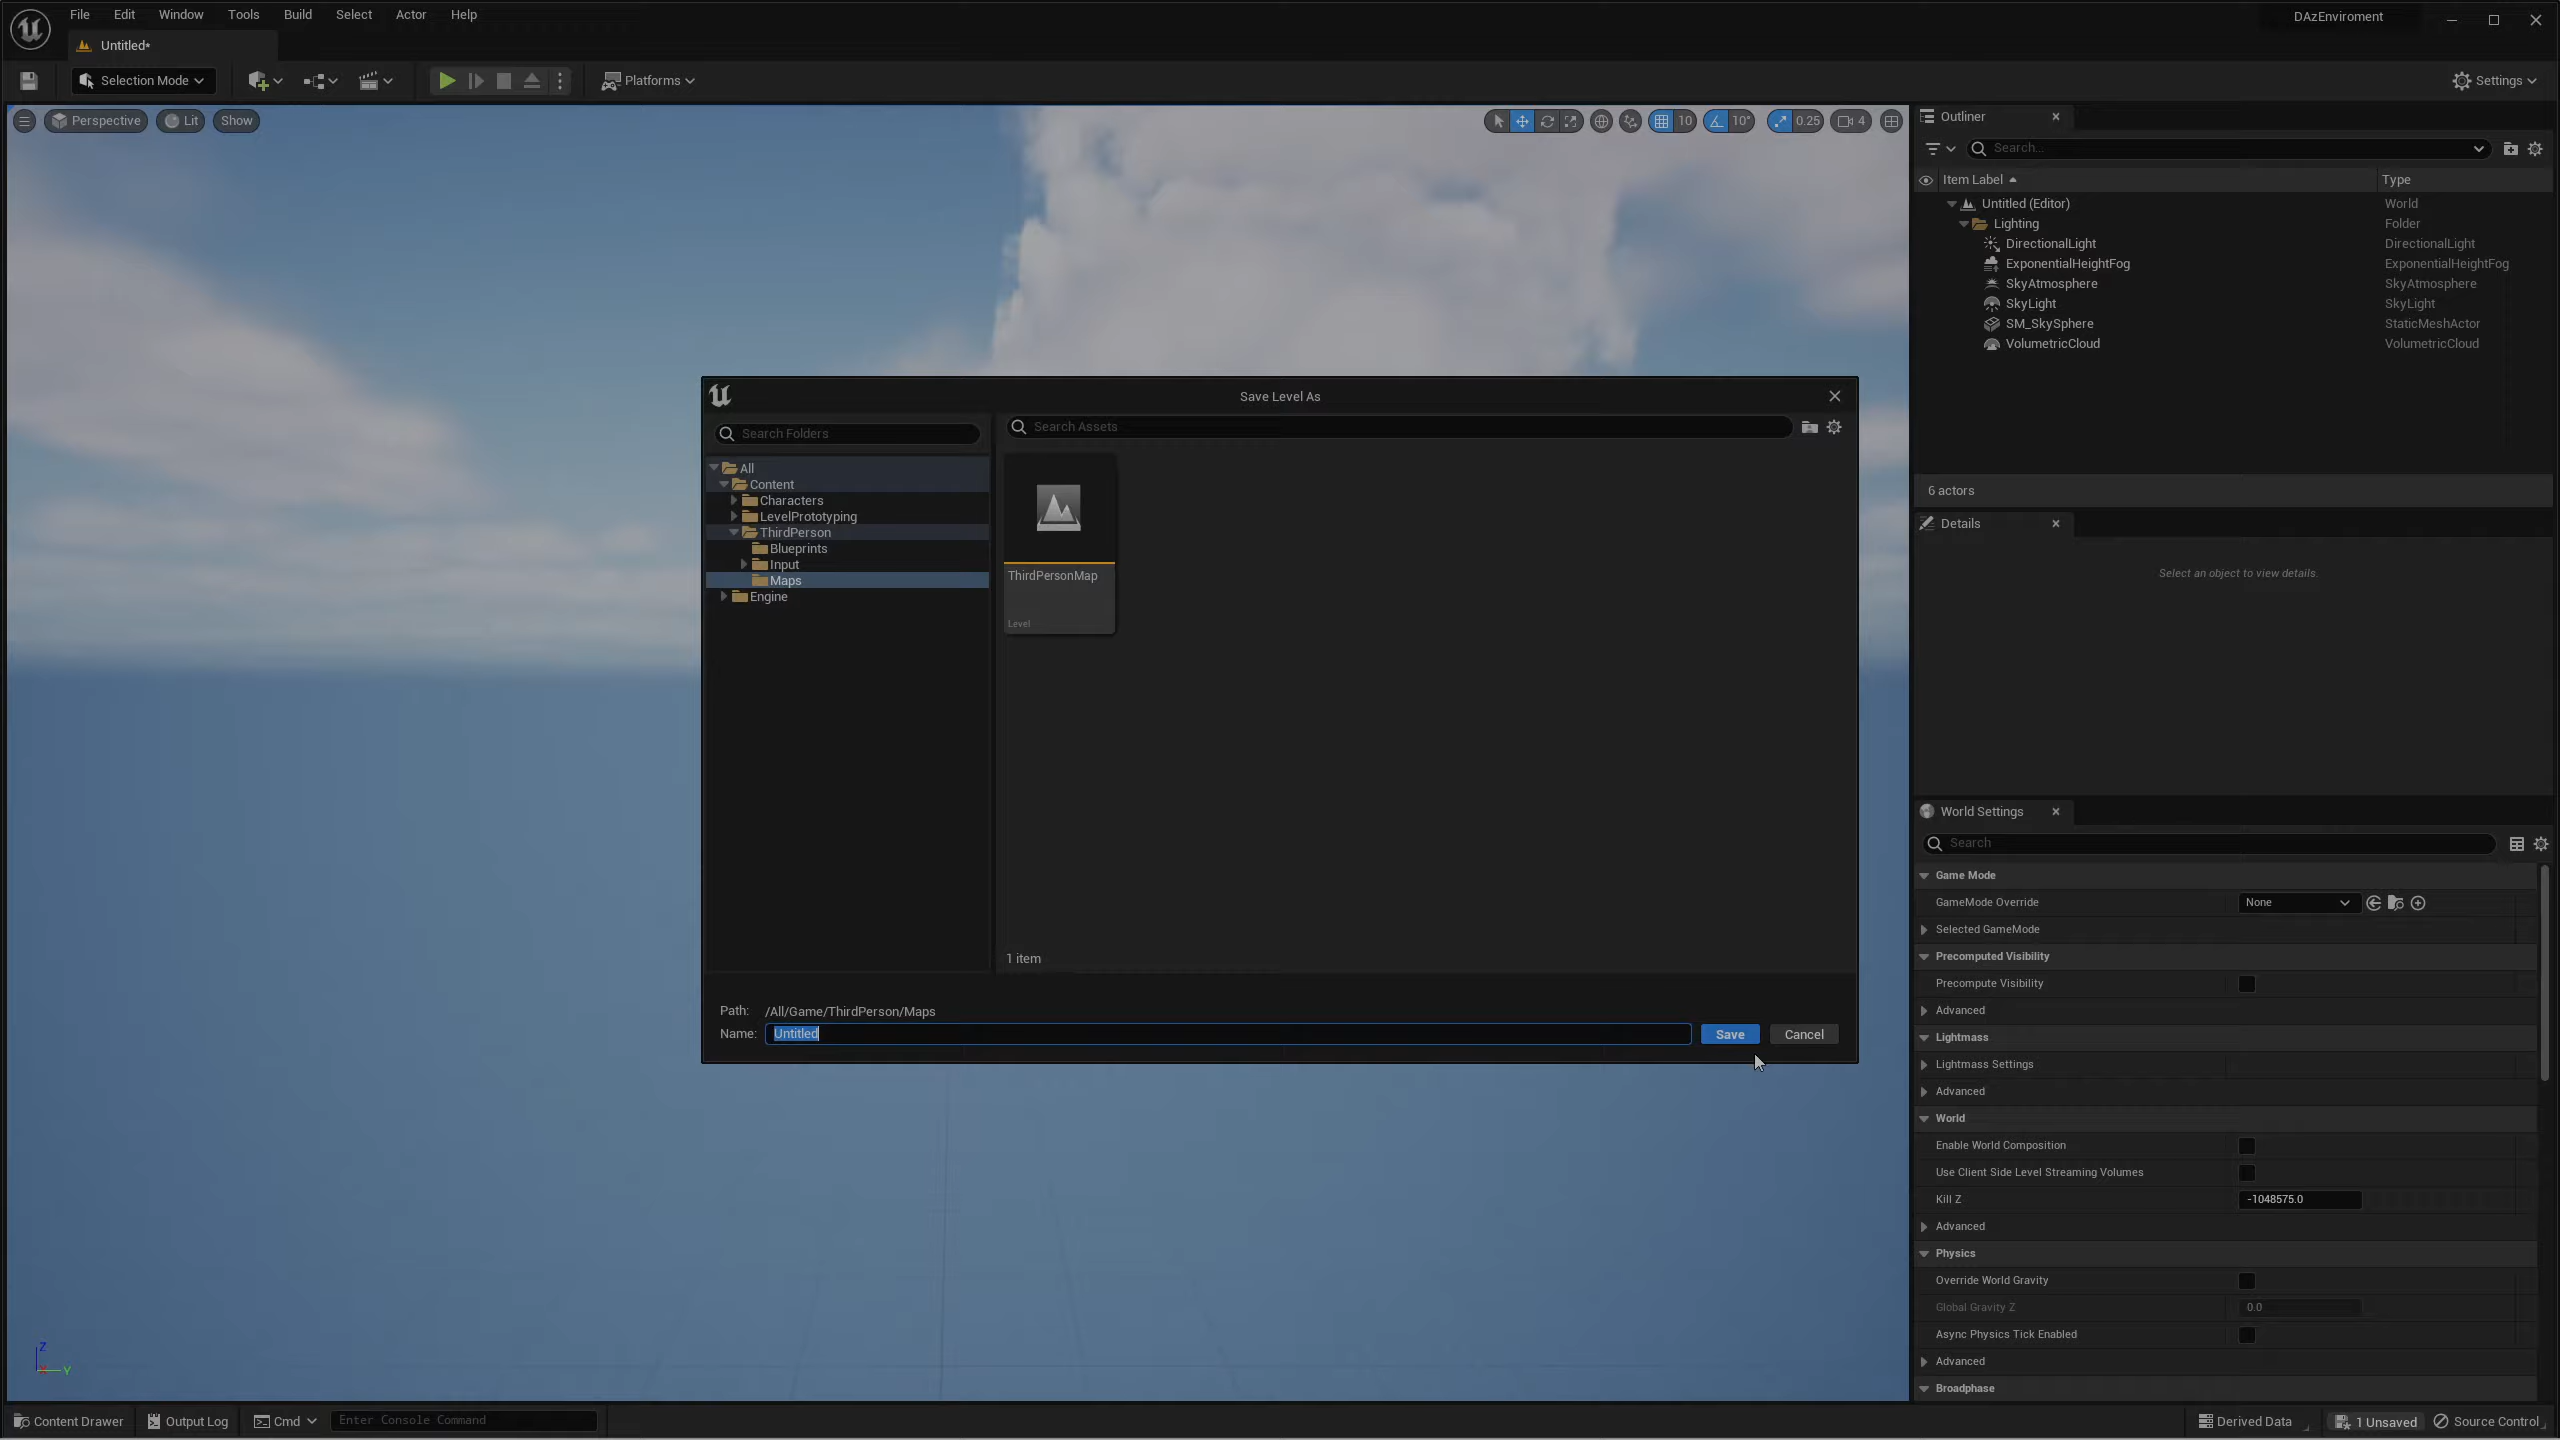 File Edit Window Tools Build Select Actor Help
DAzEnviroment
Untitled*
Selection Mode
Platforms
Settings
Perspective Lit Show
10 10° 0.25 4
Outliner
Search...
Item Label Type
Untitled (Editor) World
Lighting Folder
DirectionalLight DirectionalLight
ExponentialHeightFog ExponentialHeightFog
SkyAtmosphere SkyAtmosphere
SkyLight SkyLight
SM_SkySphere StaticMeshActor
VolumetricCloud VolumetricCloud
6 actors
Details
Select an object to view details.
Save Level As
Search Folders
Search Assets
All
Content
Characters
LevelPrototyping
ThirdPerson
Blueprints
Input
Maps
Engine
ThirdPersonMap
Level
1 item
Path: /All/Game/ThirdPerson/Maps
Name: Untitled
Save Cancel
World Settings
Search
Game Mode
GameMode Override None
Selected GameMode
Precomputed Visibility
Precompute Visibility
Advanced
Lightmass
Lightmass Settings
Advanced
World
Enable World Composition
Use Client Side Level Streaming Volumes
Kill Z -1048575.0
Advanced
Physics
Override World Gravity
Global Gravity Z 0.0
Async Physics Tick Enabled
Advanced
Broadphase
Z
X
Y
Content Drawer Output Log Cmd Enter Console Command
Derived Data 1 Unsaved Source Control